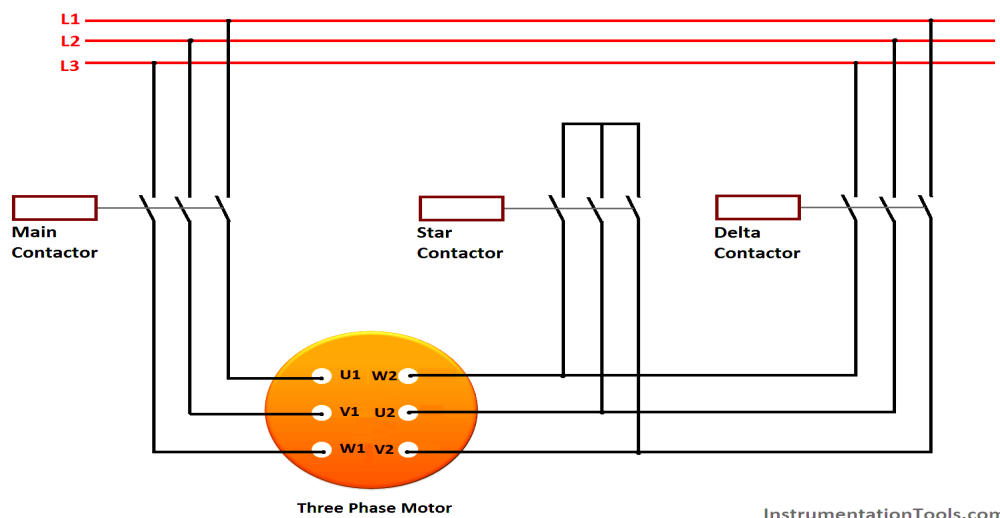 L1
L2
L3
Main
Contactor
Star
Contactor
Delta
Contactor
U1 W2
V1 U2
W1 V2
Three Phase Motor
InstrumentationTools.com